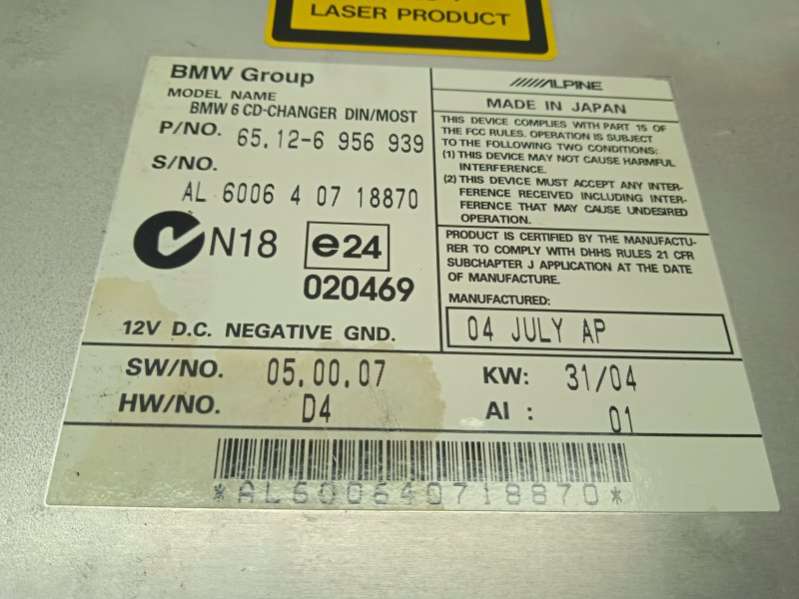 LASER PRODUCT
BMW Group
MODEL NAME
BMW 6 CD-CHANGER DIN/MOST
P/NO. 65.12-6 956 939
S/NO.
AL 6006 4 07 18870
N18 e24
020469
12V D.C. NEGATIVE GND.
ALPINE
MADE IN JAPAN
THIS DEVICE COMPLIES WITH PART 15 OF
THE FCC RULES. OPERATION IS SUBJECT
TO THE FOLLOWING TWO CONDITIONS:
(1) THIS DEVICE MAY NOT CAUSE HARMFUL
INTERFERENCE.
(2) THIS DEVICE MUST ACCEPT ANY INTER-
FERENCE RECEIVED INCLUDING INTER-
FERENCE THAT MAY CAUSE UNDESIRED
OPERATION.
PRODUCT IS CERTIFIED BY THE MANUFACTU-
RER TO COMPLY WITH DHHS RULES 21 CFR
SUBCHAPTER J APPLICATION AT THE DATE
OF MANUFACTURE.
MANUFACTURED:
04 JULY AP
SW/NO. 05.00.07 KW: 31/04
HW/NO. D4 AI : 01
*AL600640718870*